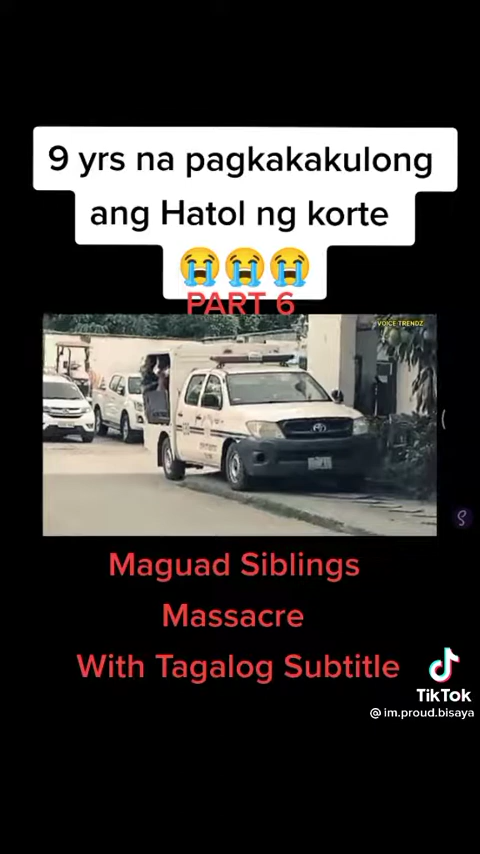 9 yrs na pagkakakulong
ang Hatol ng korte
😭😭😭
PART 6
VOICE TRENDZ
Maguad Siblings
Massacre
With Tagalog Subtitle
TikTok
@im.proud.bisaya